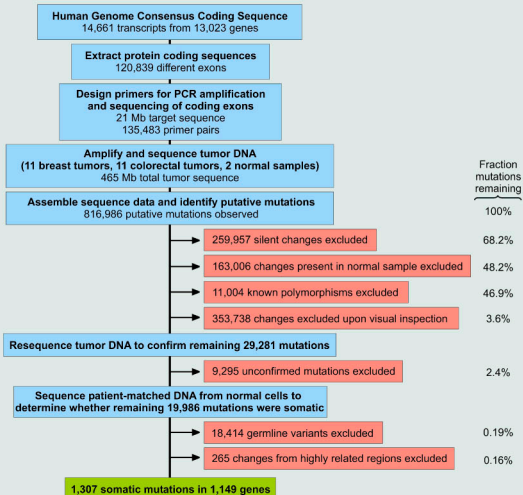 Human Genome Consensus Coding Sequence
14,661 transcripts from 13,023 genes
Extract protein coding sequences
120,839 different exons
Design primers for PCR amplification
and sequencing of coding exons
21 Mb target sequence
135,483 primer pairs
Amplify and sequence tumor DNA
(11 breast tumors, 11 colorectal tumors, 2 normal samples)
465 Mb total tumor sequence
Fraction
mutations
remaining
Assemble sequence data and identify putative mutations
816,986 putative mutations observed
100%
259,957 silent changes excluded
68.2%
163,006 changes present in normal sample excluded
48.2%
11,004 known polymorphisms excluded
46.9%
353,738 changes excluded upon visual inspection
3.6%
Resequence tumor DNA to confirm remaining 29,281 mutations
9,295 unconfirmed mutations excluded
2.4%
Sequence patient-matched DNA from normal cells to
determine whether remaining 19,986 mutations were somatic
18,414 germline variants excluded
0.19%
265 changes from highly related regions excluded
0.16%
1,307 somatic mutations in 1,149 genes